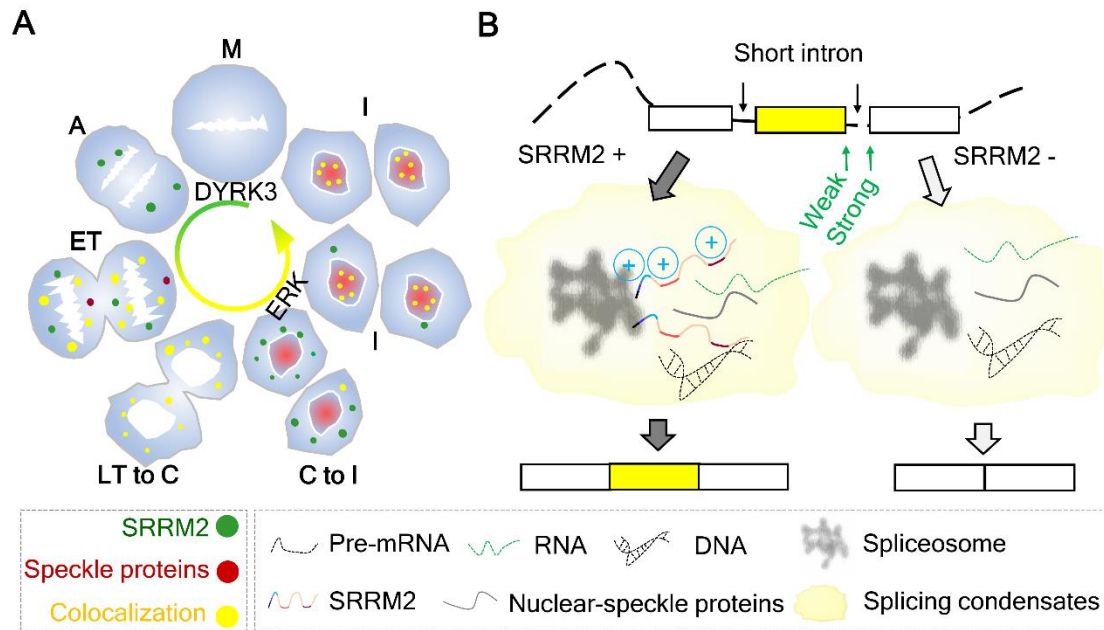 A
M
I
A
DYRK3
ET
ERK
I
LT to C
C to I
B
Short intron
SRRM2 +
SRRM2 -
Weak
Strong
+ + +
SRRM2
Speckle proteins
Colocalization
Pre-mRNA
RNA
DNA
Spliceosome
SRRM2
Nuclear-speckle proteins
Splicing condensates